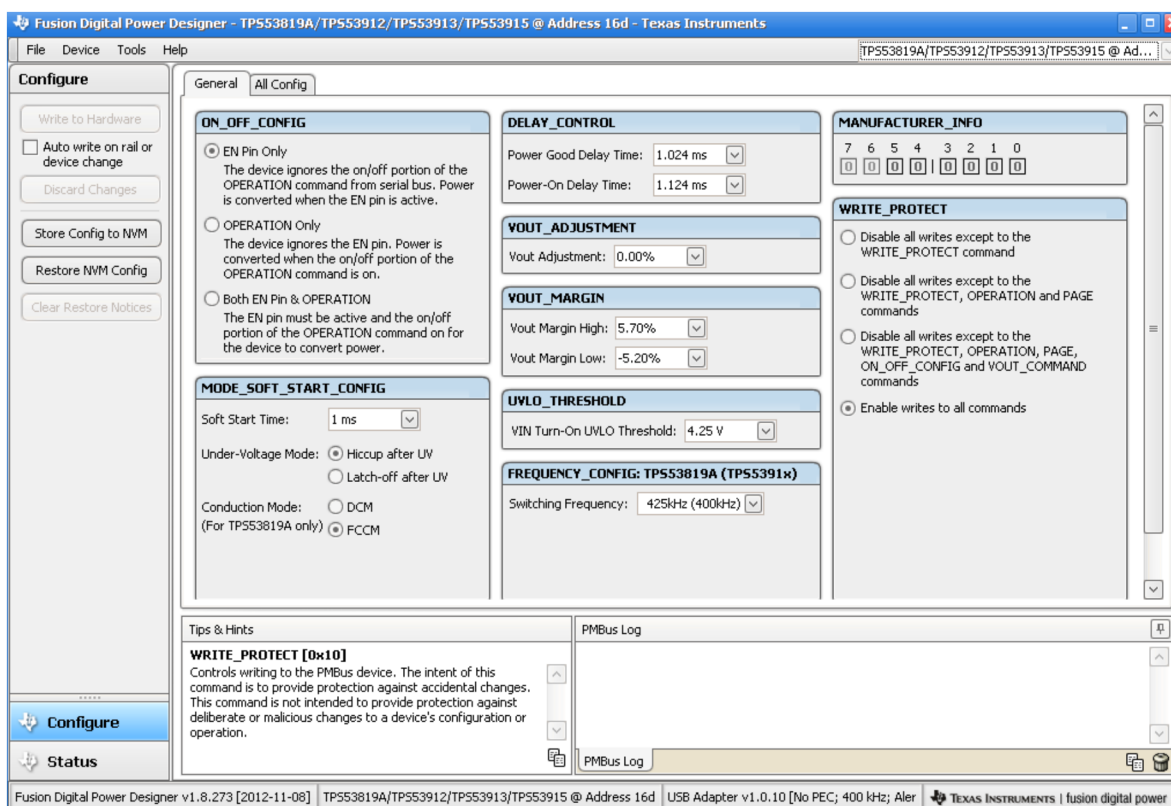 Fusion Digital Power Designer - TPS53819A/TPS53912/TPS53913/TPS53915 @ Address 16d - Texas Instruments
File Device Tools Help
TPS53819A/TPS53912/TPS53913/TPS53915 @ Ad...
Configure
Write to Hardware
Auto write on rail or
device change
Discard Changes
Store Config to NVM
Restore NVM Config
Clear Restore Notices
General
All Config
ON_OFF_CONFIG
EN Pin Only
The device ignores the on/off portion of the
OPERATION command from serial bus. Power
is converted when the EN pin is active.
OPERATION Only
The device ignores the EN pin. Power is
converted when the on/off portion of the
OPERATION command is on.
Both EN Pin & OPERATION
The EN pin must be active and the on/off
portion of the OPERATION command on for
the device to convert power.
MODE_SOFT_START_CONFIG
Soft Start Time: 1 ms
Under-Voltage Mode: Hiccup after UV
Latch-off after UV
Conduction Mode: DCM
(For TPS53819A only) FCCM
DELAY_CONTROL
Power Good Delay Time: 1.024 ms
Power-On Delay Time: 1.124 ms
VOUT_ADJUSTMENT
Vout Adjustment: 0.00%
VOUT_MARGIN
Vout Margin High: 5.70%
Vout Margin Low: -5.20%
UVLO_THRESHOLD
VIN Turn-On UVLO Threshold: 4.25 V
FREQUENCY_CONFIG: TPS53819A (TPS5391x)
Switching Frequency: 425kHz (400kHz)
MANUFACTURER_INFO
7 6 5 4 3 2 1 0
0 0 0 0 | 0 0 0 0
WRITE_PROTECT
Disable all writes except to the
WRITE_PROTECT command
Disable all writes except to the
WRITE_PROTECT, OPERATION and PAGE
commands
Disable all writes except to the
WRITE_PROTECT, OPERATION, PAGE,
ON_OFF_CONFIG and VOUT_COMMAND
commands
Enable writes to all commands
Tips & Hints
WRITE_PROTECT [0x10]
Controls writing to the PMBus device. The intent of this
command is to provide protection against accidental changes.
This command is not intended to provide protection against
deliberate or malicious changes to a device's configuration or
operation.
PMBus Log
PMBus Log
Configure
Status
Fusion Digital Power Designer v1.8.273 [2012-11-08] TPS53819A/TPS53912/TPS53913/TPS53915 @ Address 16d USB Adapter v1.0.10 [No PEC; 400 kHz; Aler TEXAS INSTRUMENTS | fusion digital power